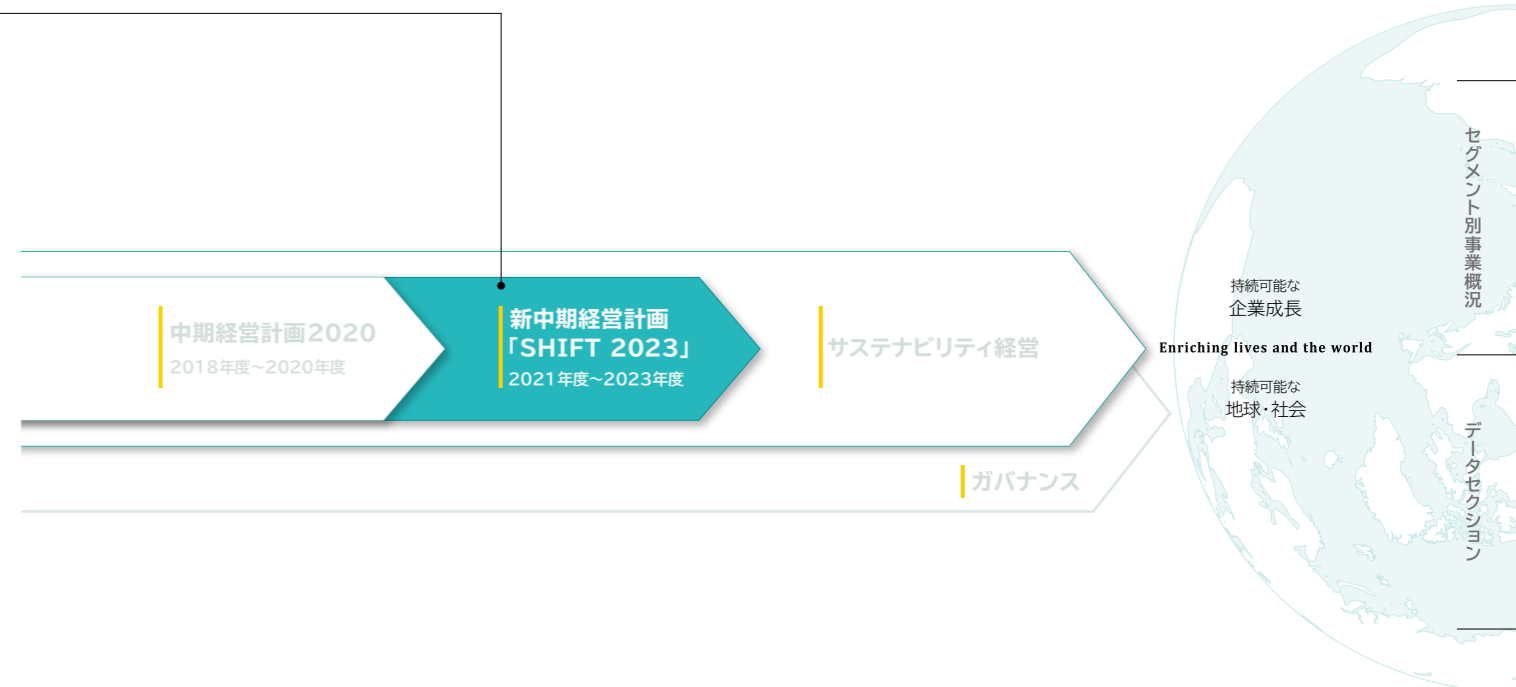 中期経営計画2020
2018年度~2020年度
新中期経営計画
「SHIFT 2023」
2021年度~2023年度
サステナビリティ経営
ガバナンス
持続可能な
企業成長
Enriching lives and the world
持続可能な
地球・社会
セグメント別事業概況
データセクション